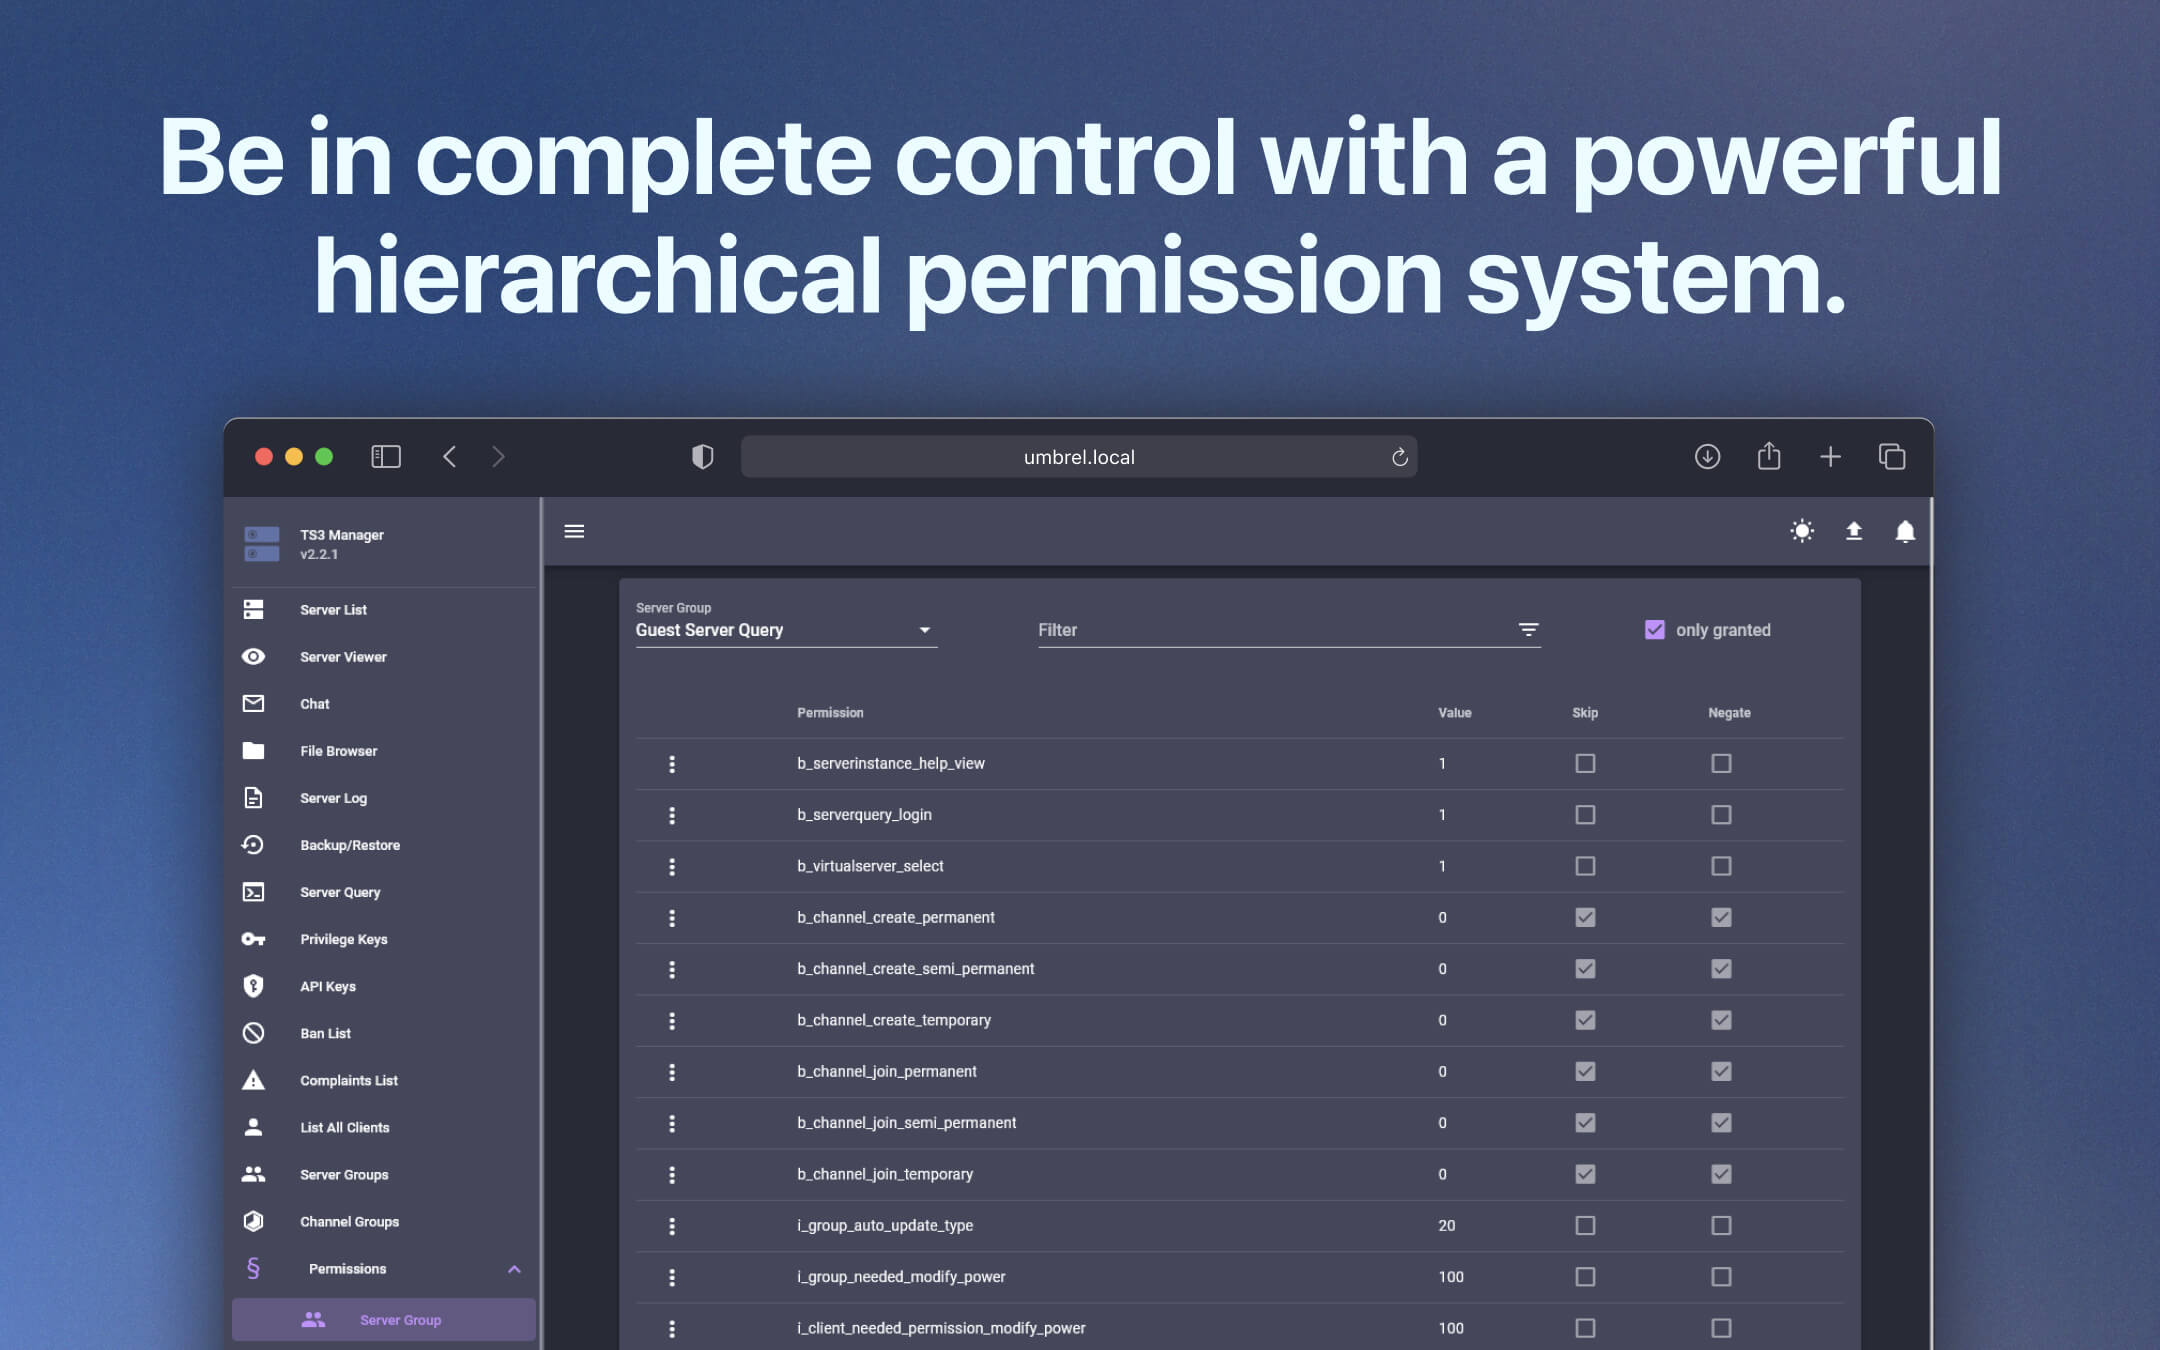 Be in complete control with a powerful
hierarchical permission system.
umbrel.local
TS3 Manager
v2.2.1
Server List
Server Viewer
Chat
File Browser
Server Log
Backup/Restore
Server Query
Privilege Keys
API Keys
Ban List
Complaints List
List All Clients
Server Groups
Channel Groups
§ Permissions
Server Group
Server Group
Guest Server Query
Filter
only granted
Permission Value Skip Negate
b_serverinstance_help_view 1
b_serverquery_login 1
b_virtualserver_select 1
b_channel_create_permanent 0
b_channel_create_semi_permanent 0
b_channel_create_temporary 0
b_channel_join_permanent 0
b_channel_join_semi_permanent 0
b_channel_join_temporary 0
i_group_auto_update_type 20
i_group_needed_modify_power 100
i_client_needed_permission_modify_power 100